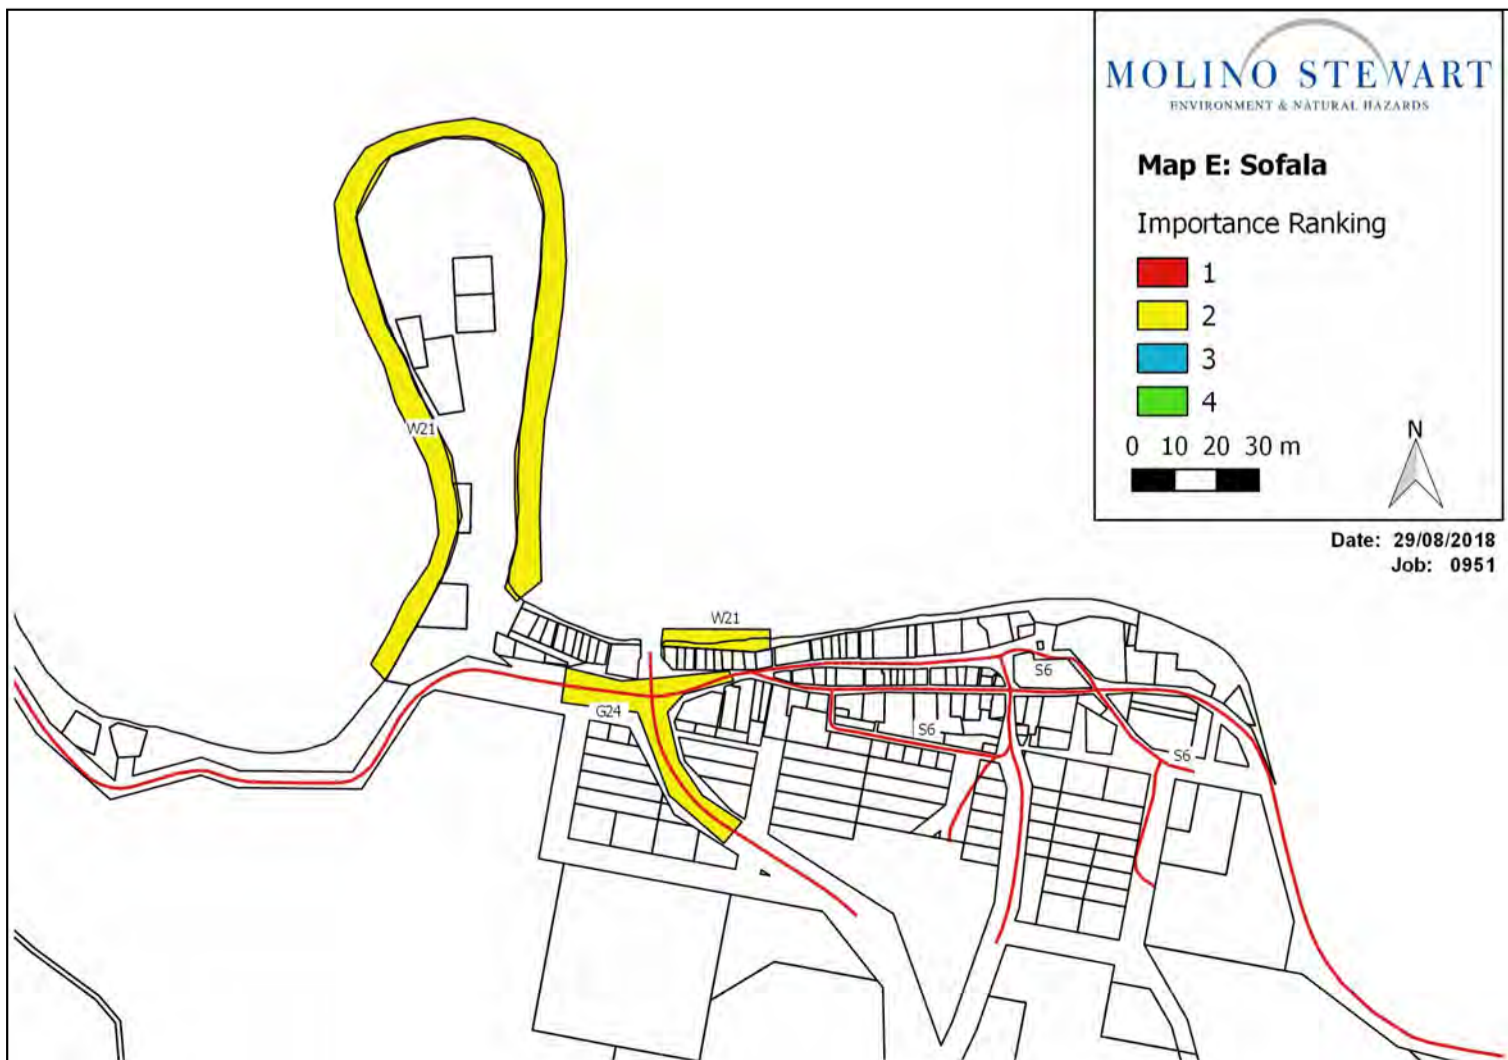 MOLINO STEWART
ENVIRONMENT & NATURAL HAZARDS
Map E: Sofala
Importance Ranking
1
2
3
4
0 10 20 30 m
N
Date: 29/08/2018
Job: 0951
W21
W21
S6
G24
S6
S6